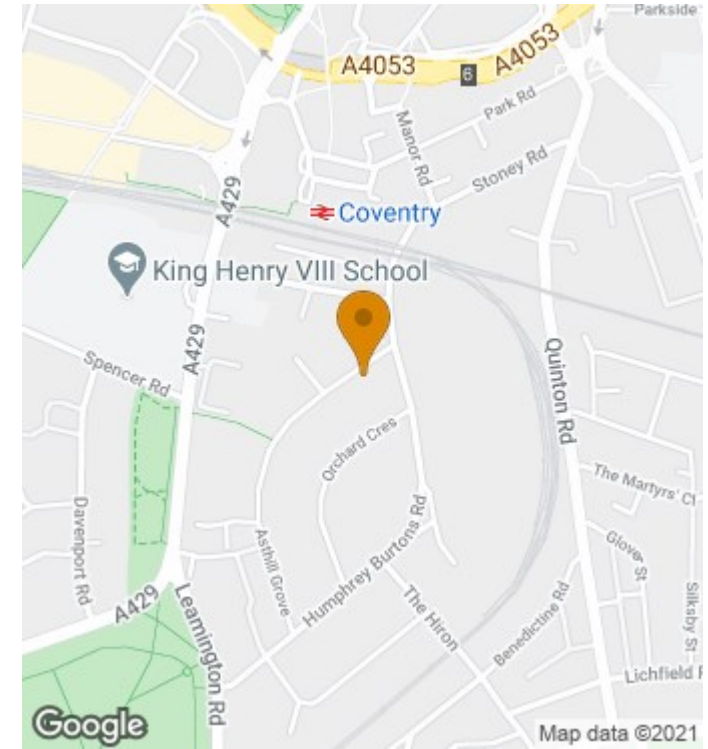 Parkside
A4053
6
A4053
Park Rd
Manor Rd
Stoney Rd
A429
Coventry
King Henry VIII School
A429
Quinton Rd
Spencer Rd
Orchard Cres
The Martyrs' Cl
Davenport Rd
Asthill Grove
Humphrey Burtons Rd
Glover St
Silksby St
A429
Leamington Rd
The Hiron
Benedictine Rd
Lichfield R
Google
Map data ©2021